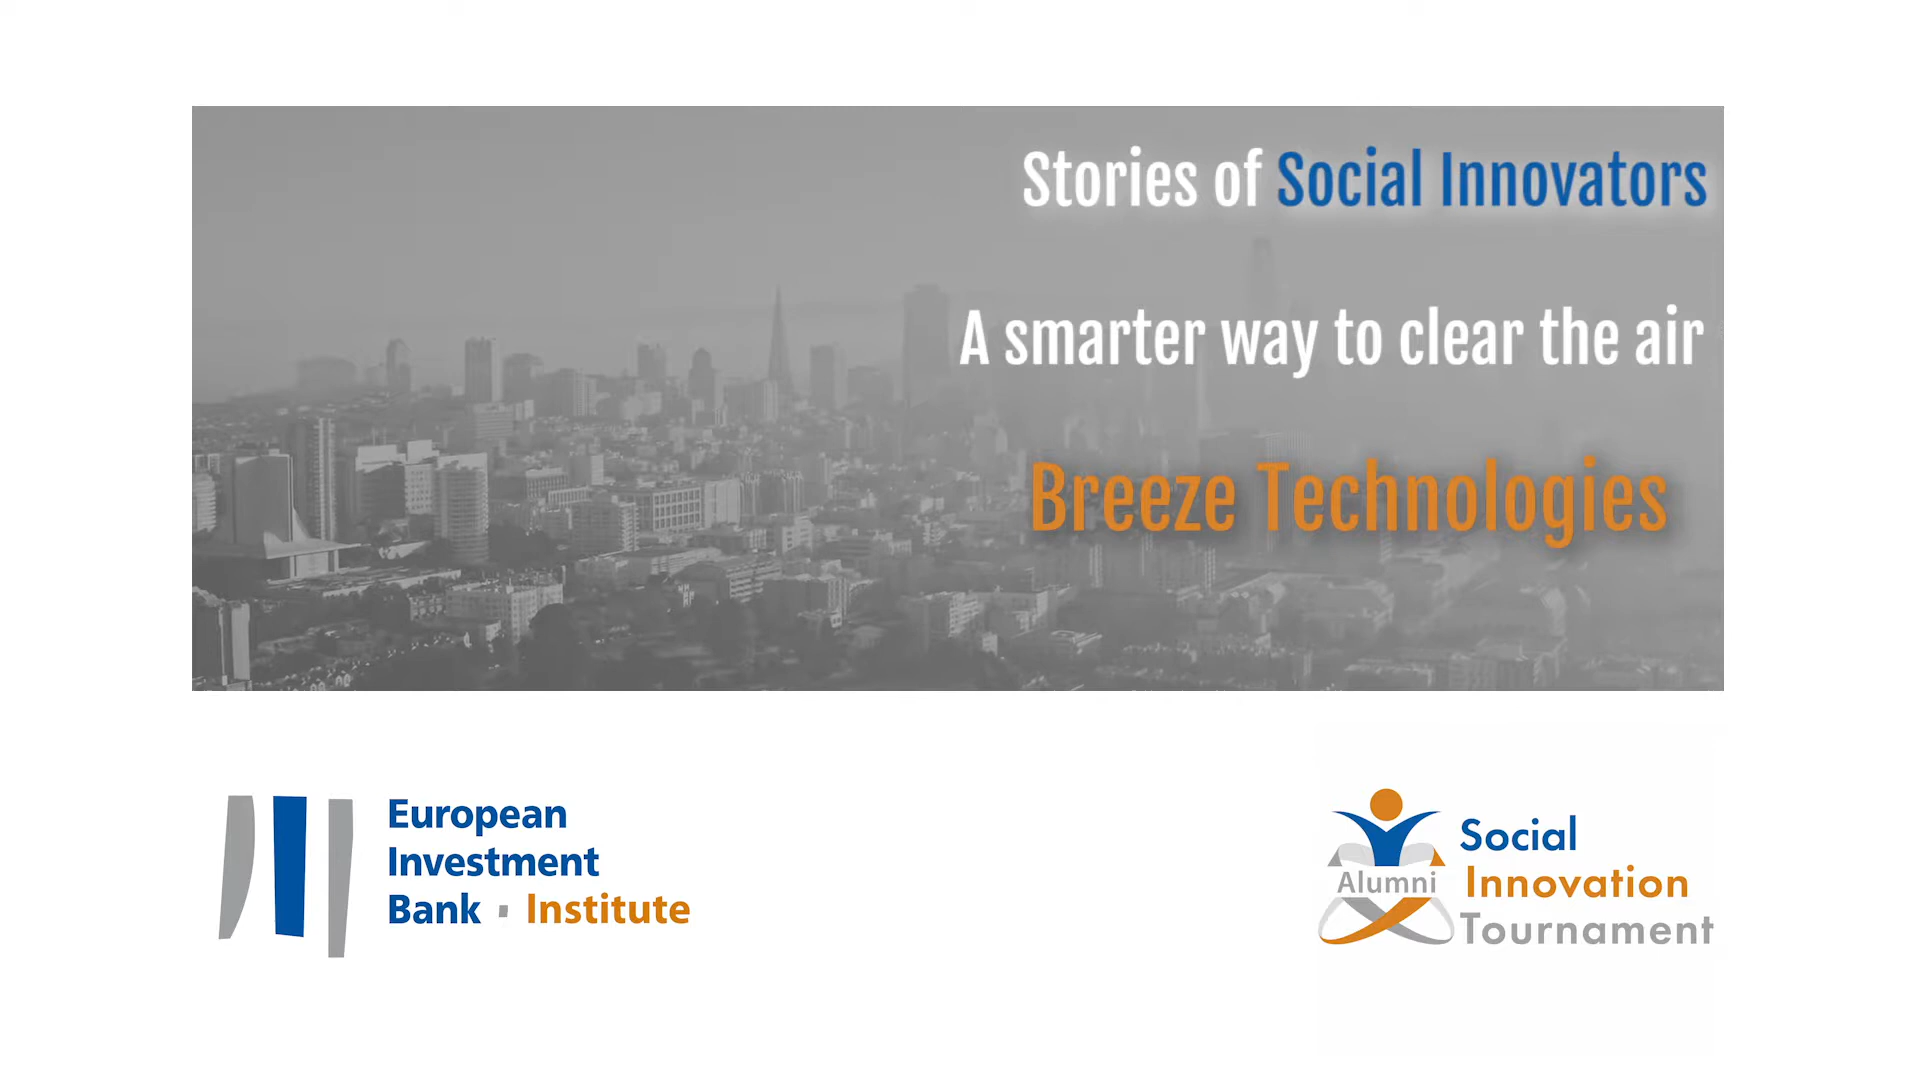 Stories of Social Innovators
A smarter way to clear the air
Breeze Technologies
European
Investment
Bank · Institute
Alumni
Social
Innovation
Tournament